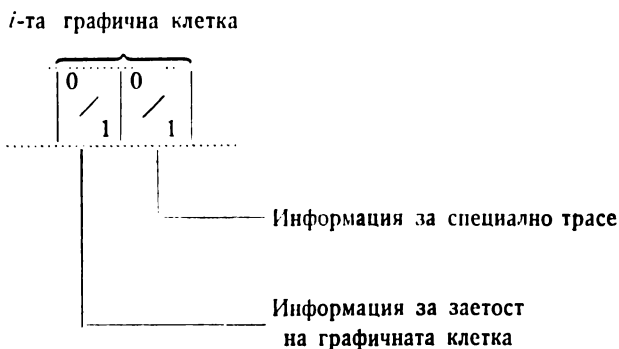 i-та графична клетка
0 / 1 0 / 1
Информация за специално трасе
Информация за заетост
на графичната клетка